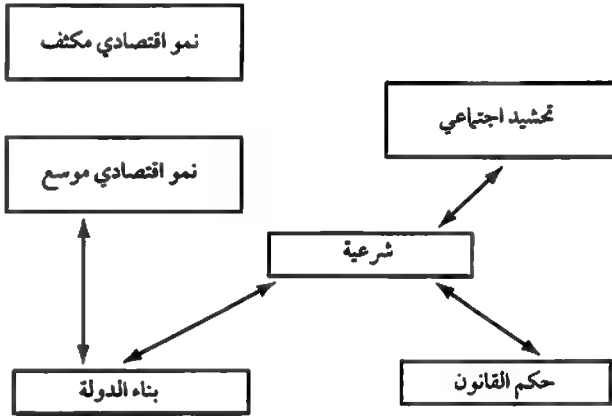 نمو اقتصادي مكثف
تحشيد اجتماعي
نمو اقتصادي موسع
شرعية
حكم القانون
بناء الدولة